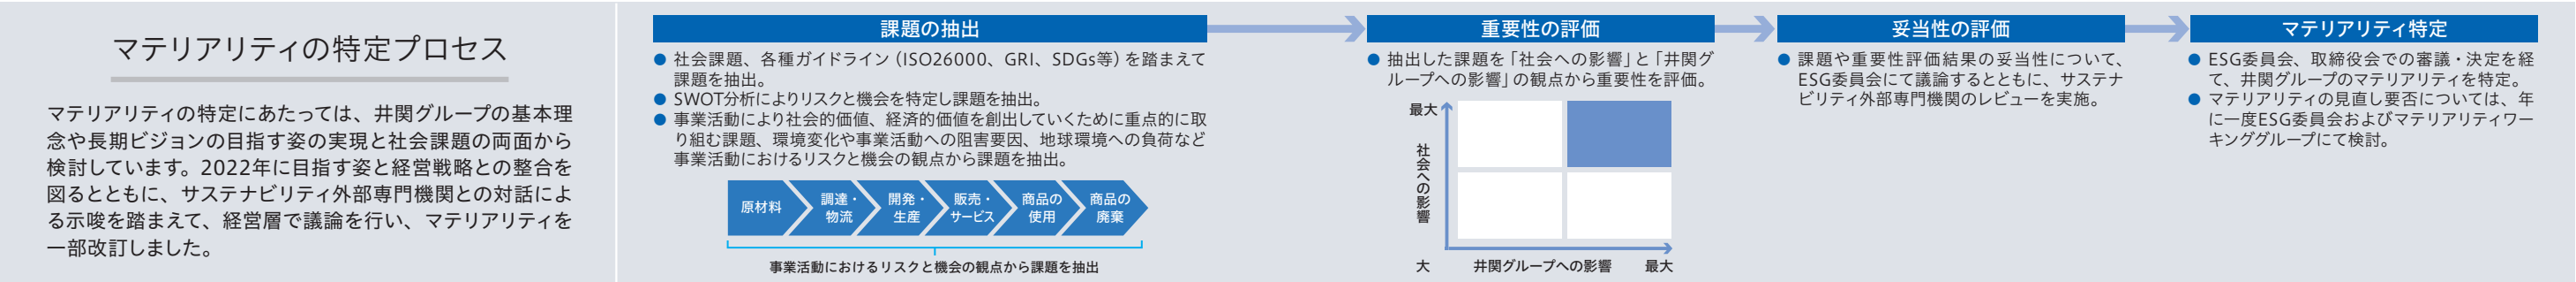 マテリアリティの特定プロセス
マテリアリティの特定にあたっては、井関グループの基本理
念や長期ビジョンの目指す姿の実現と社会課題の両面から
検討しています。2022年に目指す姿と経営戦略との整合を
図るとともに、サステナビリティ外部専門機関との対話によ
る示唆を踏まえて、経営層で議論を行い、マテリアリティを
一部改訂しました。
課題の抽出
● 社会課題、各種ガイドライン（ISO26000、GRI、SDGs等）を踏まえて
課題を抽出。
● SWOT分析によりリスクと機会を特定し課題を抽出。
● 事業活動により社会的価値、経済的価値を創出していくために重点的に取
り組む課題、環境変化や事業活動への阻害要因、地球環境への負荷など
事業活動におけるリスクと機会の観点から課題を抽出。
原材料
調達・
物流
開発・
生産
販売・
サービス
商品の
使用
商品の
廃棄
事業活動におけるリスクと機会の観点から課題を抽出
重要性の評価
● 抽出した課題を「社会への影響」と「井関グ
ループへの影響」の観点から重要性を評価。
最大
社会への影響
大
井関グループへの影響
最大
妥当性の評価
● 課題や重要性評価結果の妥当性について、
ESG委員会にて議論するとともに、サステナ
ビリティ外部専門機関のレビューを実施。
マテリアリティ特定
● ESG委員会、取締役会での審議・決定を経
て、井関グループのマテリアリティを特定。
● マテリアリティの見直し要否については、年
に一度ESG委員会およびマテリアリティワー
キンググループにて検討。